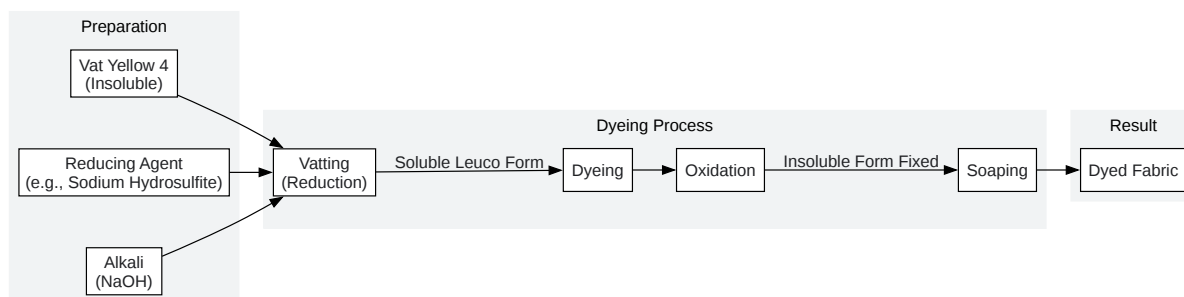 Preparation
Vat Yellow 4
(Insoluble)
Reducing Agent
(e.g., Sodium Hydrosulfite)
Alkali
(NaOH)
Dyeing Process
Vatting
(Reduction)
Soluble Leuco Form
Dyeing
Oxidation
Insoluble Form Fixed
Soaping
Result
Dyed Fabric